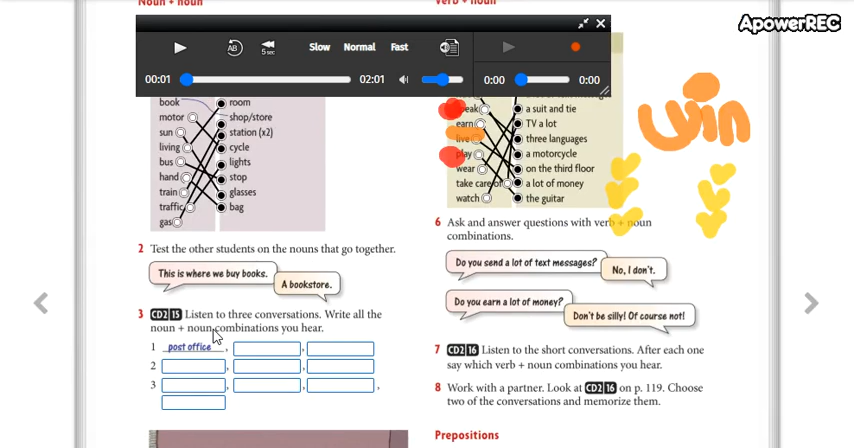 Noun + noun
Verb + noun
ApowerREC
AB
5 sec
Slow
Normal
Fast
00:01
02:01
0:00
0:00
book
motor
sun
living
bus
hand
train
traffic
gas
room
shop/store
station (x2)
cycle
lights
stop
glasses
bag
earn
live
play
wear
take care of
watch
a suit and tie
TV a lot
three languages
a motorcycle
on the third floor
a lot of money
the guitar
win
2 Test the other students on the nouns that go together.
This is where we buy books.
A bookstore.
3 CD2 15 Listen to three conversations. Write all the
noun + noun combinations you hear.
1 post office , ,
2 ,
3 , , ,
6 Ask and answer questions with verb + noun
combinations.
Do you send a lot of text messages?
No, I don't.
Do you earn a lot of money?
Don't be silly! Of course not!
7 CD2 16 Listen to the short conversations. After each one
say which verb + noun combinations you hear.
8 Work with a partner. Look at CD2 16 on p. 119. Choose
two of the conversations and memorize them.
Prepositions